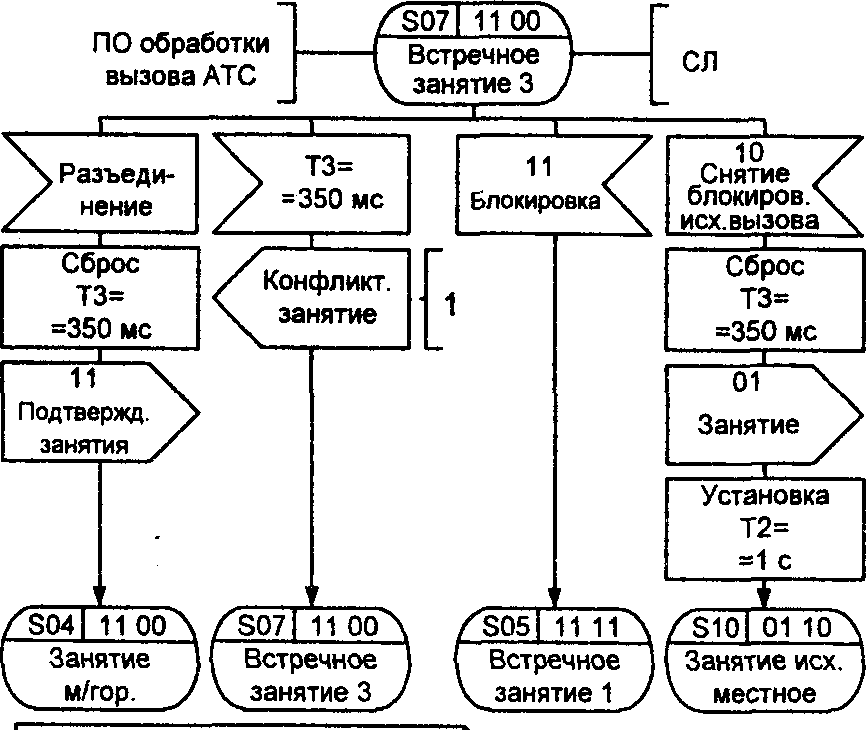 ПО обработки
вызова АТС
S07 11 00
Встречное
занятие 3
СЛ
Разъеди-
нение
Сброс
Т3=
=350 мс
11
Подтвержд.
занятия
S04 11 00
Занятие
м/гор.
Т3=
=350 мс
Конфликт.
занятие
1
S07 11 00
Встречное
занятие 3
11
Блокировка
S05 11 11
Встречное
занятие 1
10
Снятие
блокиров.
исх.вызова
Сброс
Т3=
=350 мс
01
Занятие
Установка
Т2=
=1 с
S10 01 10
Занятие исх.
местное